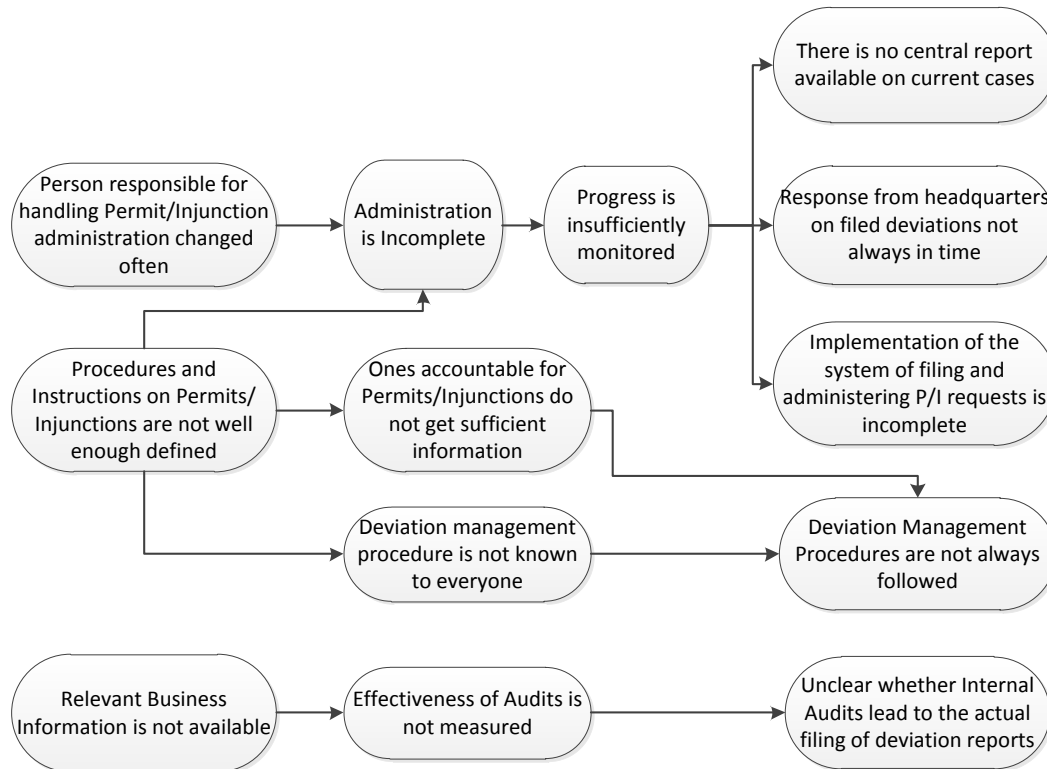 There is no central report
available on current cases
Person responsible for
handling Permit/Injunction
administration changed
often
Administration
is Incomplete
Progress is
insufficiently
monitored
Response from headquarters
on filed deviations not
always in time
Procedures and
Instructions on Permits/
Injunctions are not well
enough defined
Ones accountable for
Permits/Injunctions do
not get sufficient
information
Implementation of the
system of filing and
administering P/I requests is
incomplete
Deviation management
procedure is not known
to everyone
Deviation Management
Procedures are not always
followed
Relevant Business
Information is not available
Effectiveness of Audits is
not measured
Unclear whether Internal
Audits lead to the actual
filing of deviation reports